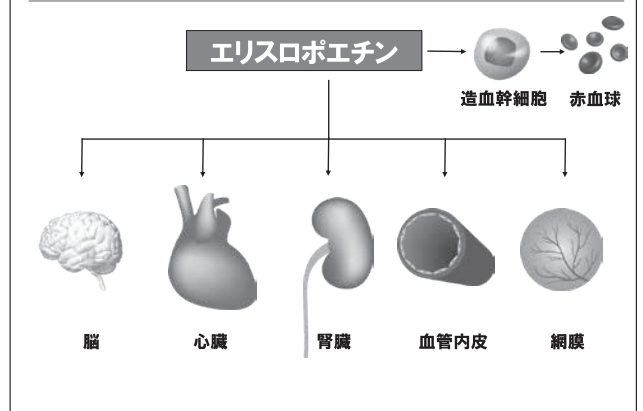 エリスロポエチン
造血幹細胞
赤血球
脳
心臓
腎臓
血管内皮
網膜